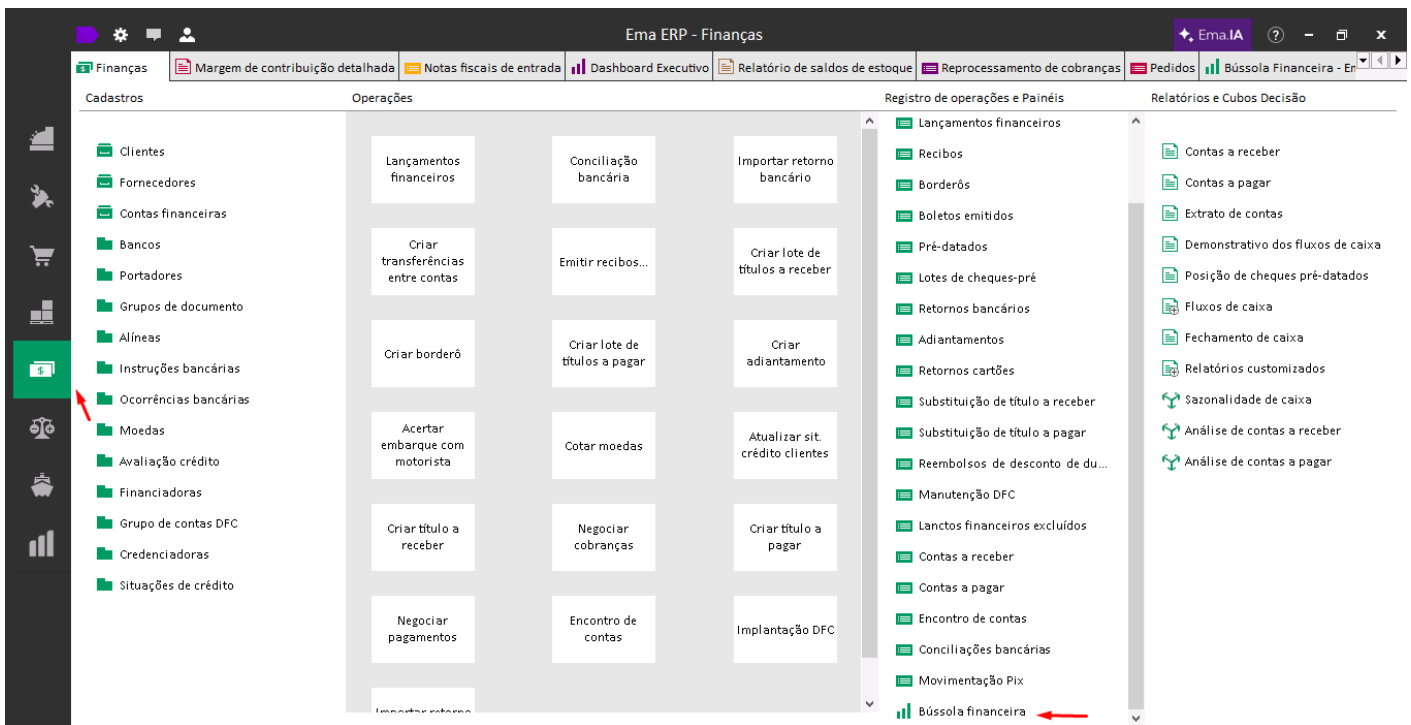 Ema ERP - Finanças
Ema.IA
Finanças
Margem de contribuição detalhada
Notas fiscais de entrada
Dashboard Executivo
Relatório de saldos de estoque
Reprocessamento de cobranças
Pedidos
Bússola Financeira - Em
Cadastros
Clientes
Fornecedores
Contas financeiras
Bancos
Portadores
Grupos de documento
Alíneas
Instruções bancárias
Ocorrências bancárias
Moedas
Avaliação crédito
Financiadoras
Grupo de contas DFC
Credenciadoras
Situações de crédito
Operações
Lançamentos
financeiros
Conciliação
bancária
Importar retorno
bancário
Criar
transferências
entre contas
Emitir recibos...
Criar lote de
títulos a receber
Criar borderô
Criar lote de
títulos a pagar
Criar
adiantamento
Acertar
embarque com
motorista
Cotar moedas
Atualizar sit.
crédito clientes
Criar título a
receber
Negociar
cobranças
Criar título a
pagar
Negociar
pagamentos
Encontro de
contas
Implantação DFC
Importar retorno
Registro de operações e Painéis
Lançamentos financeiros
Recibos
Borderôs
Boletos emitidos
Pré-datados
Lotes de cheques-pré
Retornos bancários
Adiantamentos
Retornos cartões
Substituição de título a receber
Substituição de título a pagar
Reembolsos de desconto de du...
Manutenção DFC
Lanctos financeiros excluídos
Contas a receber
Contas a pagar
Encontro de contas
Conciliações bancárias
Movimentação Pix
Bússola financeira
Relatórios e Cubos Decisão
Contas a receber
Contas a pagar
Extrato de contas
Demonstrativo dos fluxos de caixa
Posição de cheques pré-datados
Fluxos de caixa
Fechamento de caixa
Relatórios customizados
Sazonalidade de caixa
Análise de contas a receber
Análise de contas a pagar